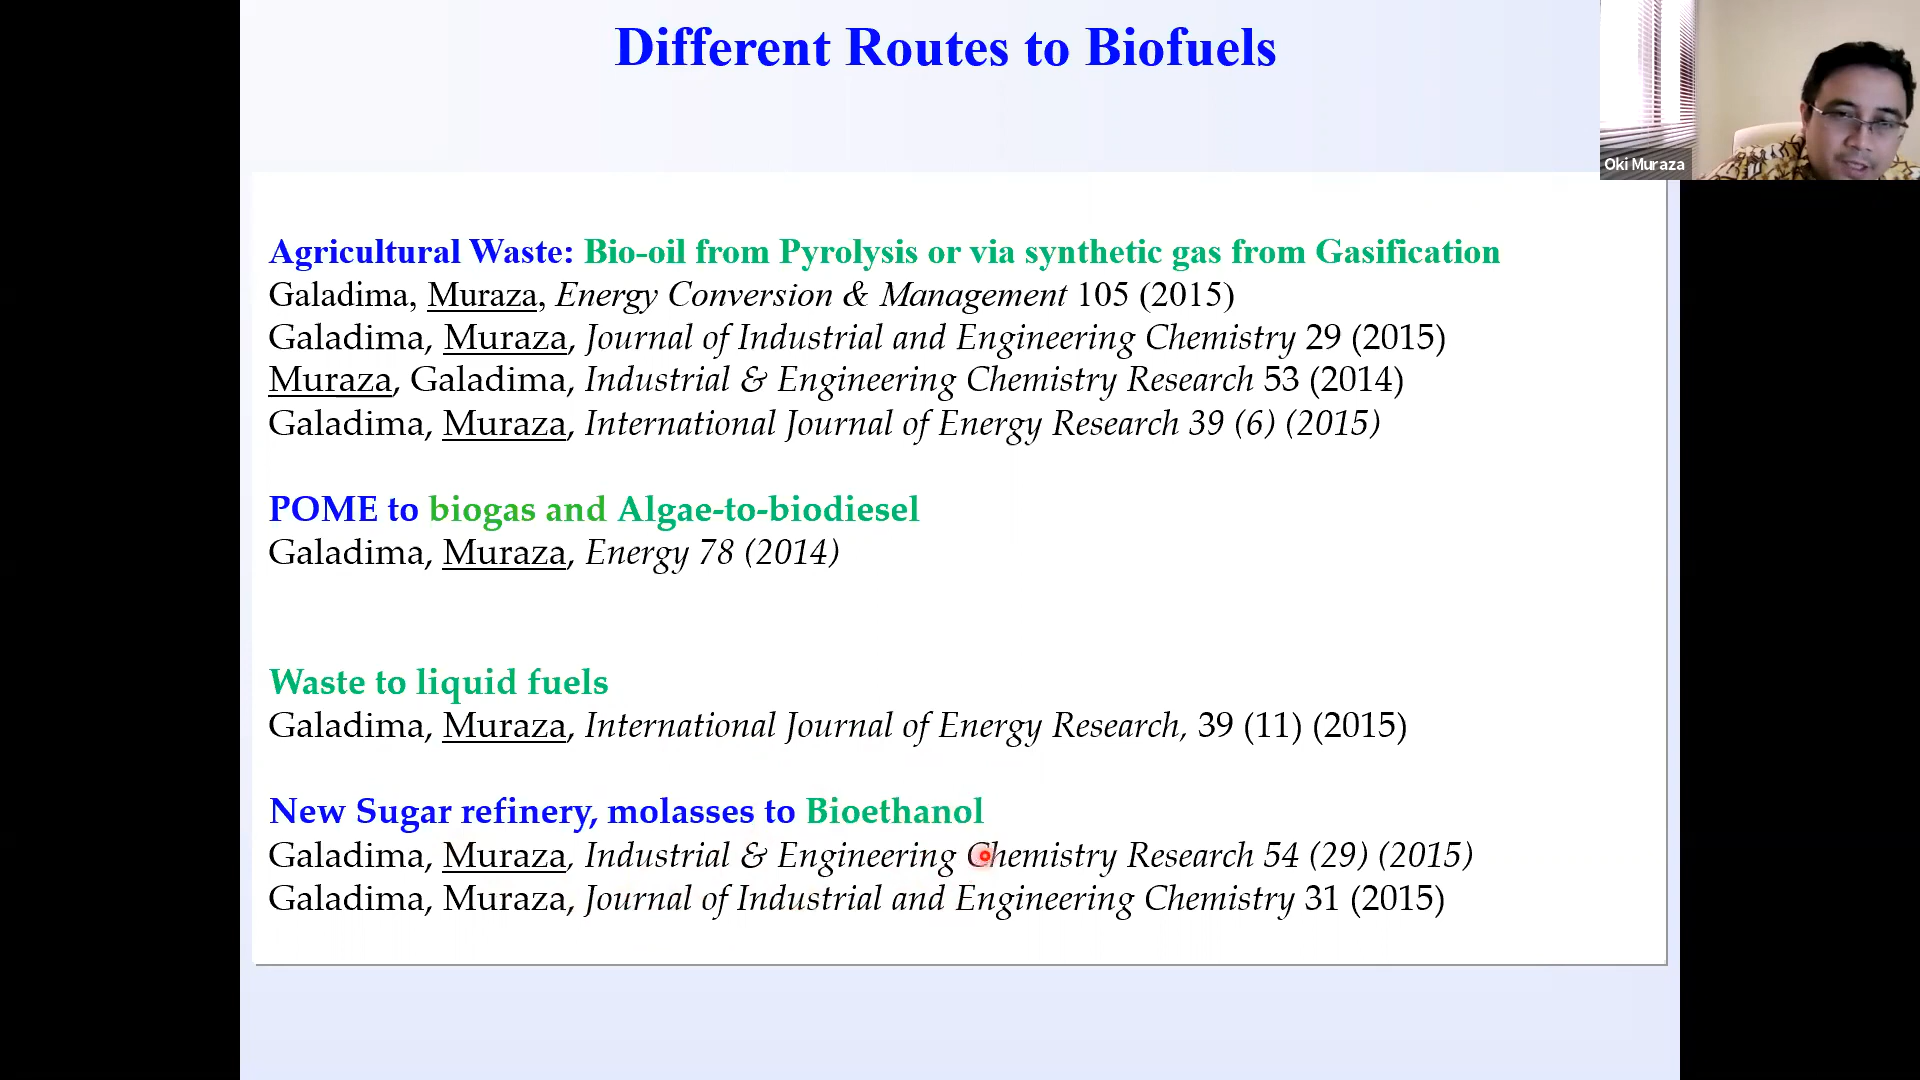 Different Routes to Biofuels
Oki Muraza
Agricultural Waste: Bio-oil from Pyrolysis or via synthetic gas from Gasification
Galadima, Muraza, Energy Conversion & Management 105 (2015)
Galadima, Muraza, Journal of Industrial and Engineering Chemistry 29 (2015)
Muraza, Galadima, Industrial & Engineering Chemistry Research 53 (2014)
Galadima, Muraza, International Journal of Energy Research 39 (6) (2015)
POME to biogas and Algae-to-biodiesel
Galadima, Muraza, Energy 78 (2014)
Waste to liquid fuels
Galadima, Muraza, International Journal of Energy Research, 39 (11) (2015)
New Sugar refinery, molasses to Bioethanol
Galadima, Muraza, Industrial & Engineering Chemistry Research 54 (29) (2015)
Galadima, Muraza, Journal of Industrial and Engineering Chemistry 31 (2015)